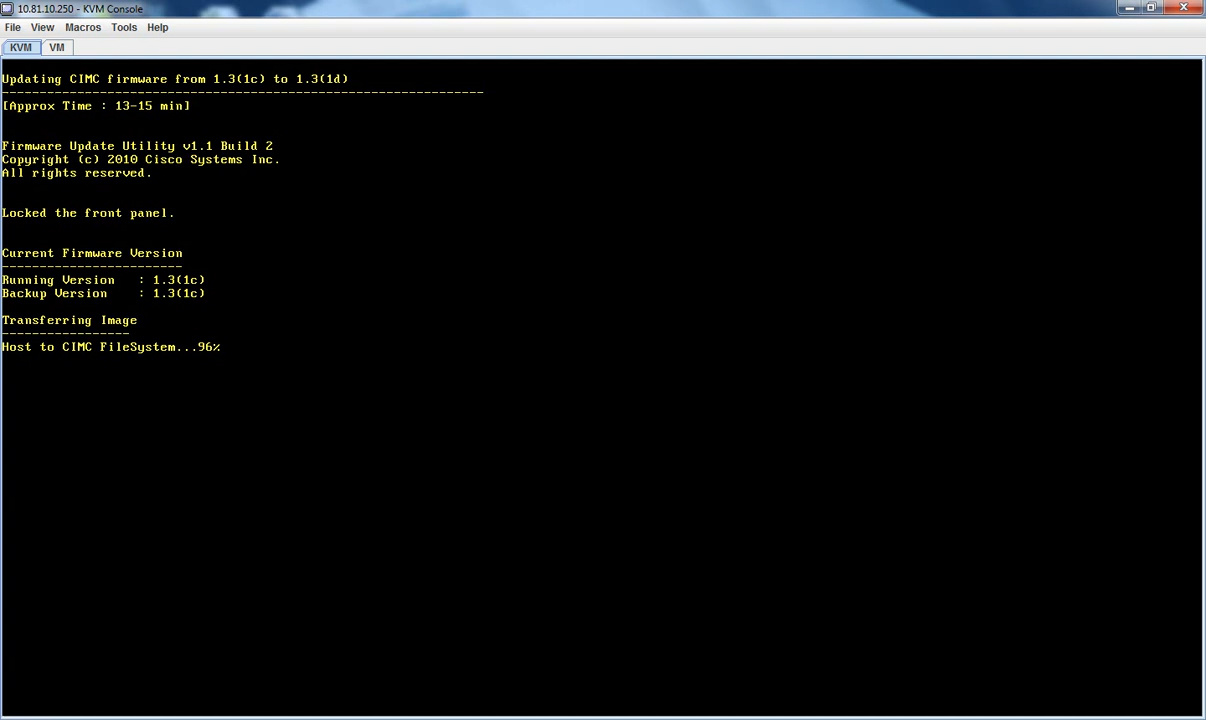 10.81.10.250 - KVM Console
File View Macros Tools Help
KVM VM
Updating CIMC firmware from 1.3(1c) to 1.3(1d)
----------------------------------------------------------------
[Approx Time : 13-15 min]
Firmware Update Utility v1.1 Build 2
Copyright (c) 2010 Cisco Systems Inc.
All rights reserved.
Locked the front panel.
Current Firmware Version
------------------------
Running Version   : 1.3(1c)
Backup Version    : 1.3(1c)
Transferring Image
-----------------
Host to CIMC FileSystem...96%